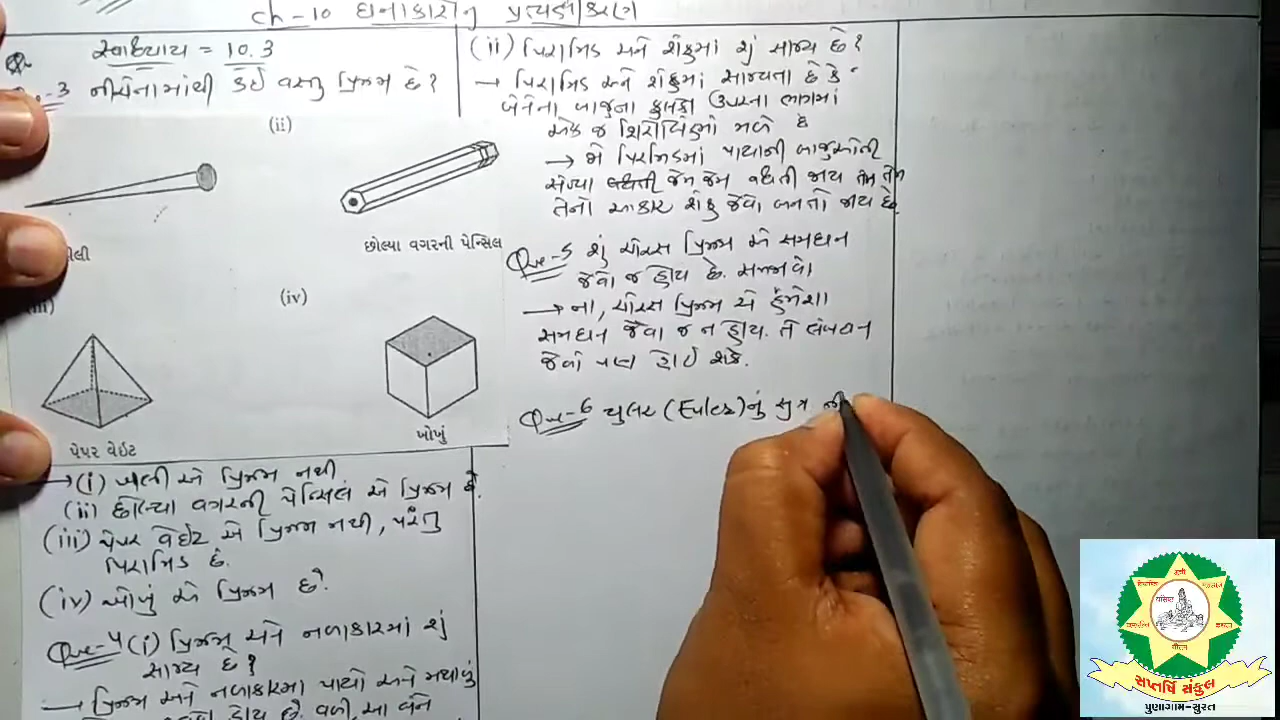 ch-10 ઘનાકારોનું પ્રત્યક્ષીકરણ
સ્વાધ્યાય = 10.3
નીચેનામાંથી કઈ વસ્તુ પ્રિઝમ છે?
(ii)
છોલ્યા વગરની પેન્સિલ
(iv)
પેપર વેઈટ
ખોખું
→ (i) ખીલી એ પ્રિઝમ નથી
(ii) છોલ્યા વગરની પેન્સિલ એ પ્રિઝમ છે.
(iii) પેપર વેઈટ એ પ્રિઝમ નથી, પરંતુ
પિરામિડ છે.
(iv) ખોખું એ પ્રિઝમ છે.
Que-4 (i) પ્રિઝમ અને નળાકારમાં શું
સામ્ય છે?
→ પ્રિઝમ અને નળાકારમાં પાયો અને મથાળું
હોય છે. વળી, આ બંને
(ii) પિરામિડ અને શંકુમાં શું સામ્ય છે?
→ પિરામિડ અને શંકુમાં સામ્યતા છે કે
બંનેના બાજુના ફલકો ઉપરના ભાગમાં
એક જ શિરોબિંદુમાં મળે છે
→ જો પિરામિડમાં પાયાની બાજુઓની
સંખ્યા જેમ જેમ વધતી જાય તેમ તેમ
તેનો આકાર શંકુ જેવો બનતો જાય છે.
Que-5 શું ચોરસ પ્રિઝમ એ સમઘન
જેવો જ હોય છે. સમજાવો
→ ના, ચોરસ પ્રિઝમ એ હંમેશા
સમઘન જેવા જ ન હોય. તે લંબઘન
જેવો પણ હોઈ શકે.
Que-6 યુલર (Euler)નું સુત્ર
સપ્તર્ષિ સંકુલ
પુણાગામ-સુરત